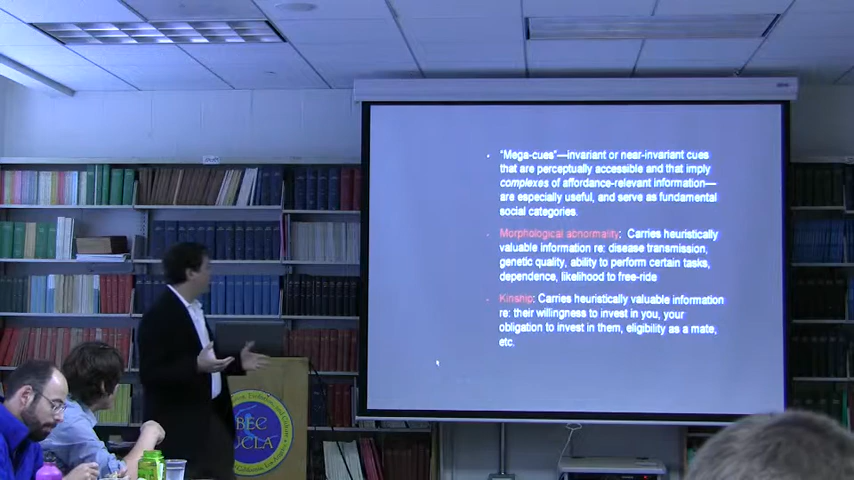 "Mega-cues"—invariant or near-invariant cues
that are perceptually accessible and that imply
complexes of affordance-relevant information—
are especially useful, and serve as fundamental
social categories.
Morphological abnormality: Carries heuristically
valuable information re: disease transmission,
genetic quality, ability to perform certain tasks,
dependence, likelihood to free-ride
Kinship: Carries heuristically valuable information
re: their willingness to invest in you, your
obligation to invest in them, eligibility as a mate,
etc.
BEC
UCLA